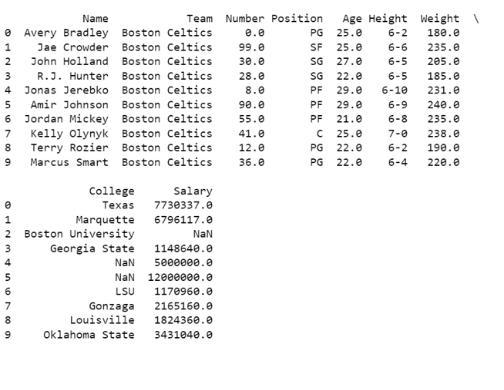 Name Team Number Position Age Height Weight \
0 Avery Bradley Boston Celtics 0.0 PG 25.0 6-2 180.0
1 Jae Crowder Boston Celtics 99.0 SF 25.0 6-6 235.0
2 John Holland Boston Celtics 30.0 SG 27.0 6-5 205.0
3 R.J. Hunter Boston Celtics 28.0 SG 22.0 6-5 185.0
4 Jonas Jerebko Boston Celtics 8.0 PF 29.0 6-10 231.0
5 Amir Johnson Boston Celtics 90.0 PF 29.0 6-9 240.0
6 Jordan Mickey Boston Celtics 55.0 PF 21.0 6-8 235.0
7 Kelly Olynyk Boston Celtics 41.0 C 25.0 7-0 238.0
8 Terry Rozier Boston Celtics 12.0 PG 22.0 6-2 190.0
9 Marcus Smart Boston Celtics 36.0 PG 22.0 6-4 220.0
College Salary
0 Texas 7730337.0
1 Marquette 6796117.0
2 Boston University NaN
3 Georgia State 1148640.0
4 NaN 5000000.0
5 NaN 12000000.0
6 LSU 1170960.0
7 Gonzaga 2165160.0
8 Louisville 1824360.0
9 Oklahoma State 3431040.0